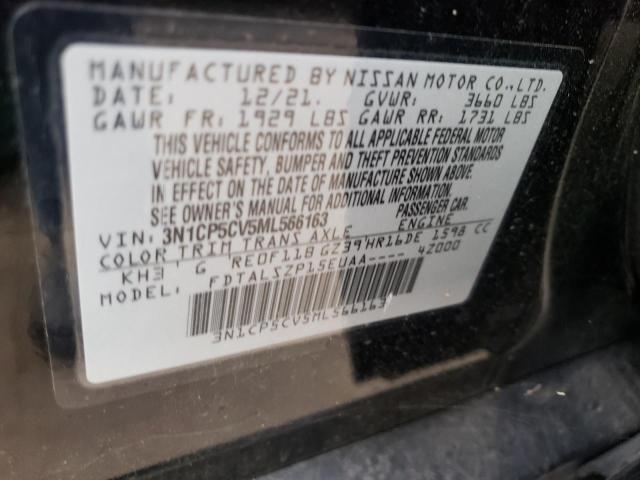 MANUFACTURED BY NISSAN MOTOR CO.,LTD.
DATE: 12/21. GVWR: 3660 LBS
GAWR FR: 1929 LBS GAWR RR: 1731 LBS
THIS VEHICLE CONFORMS TO ALL APPLICABLE FEDERAL MOTOR
VEHICLE SAFETY, BUMPER AND THEFT PREVENTION STANDARDS
IN EFFECT ON THE DATE OF MANUFACTURE SHOWN ABOVE.
SEE OWNER'S MANUAL FOR ADDITIONAL INFORMATION.
VIN: 3N1CP5CV5ML566163 PASSENGER CAR.
COLOR TRIM TRANS AXLE ENGINE
KH3 G RE0F11B GZ39 HR16DE 1598 CC
MODEL: FDTALSZP15EUAA---- 42000
3N1CP5CV5ML566163